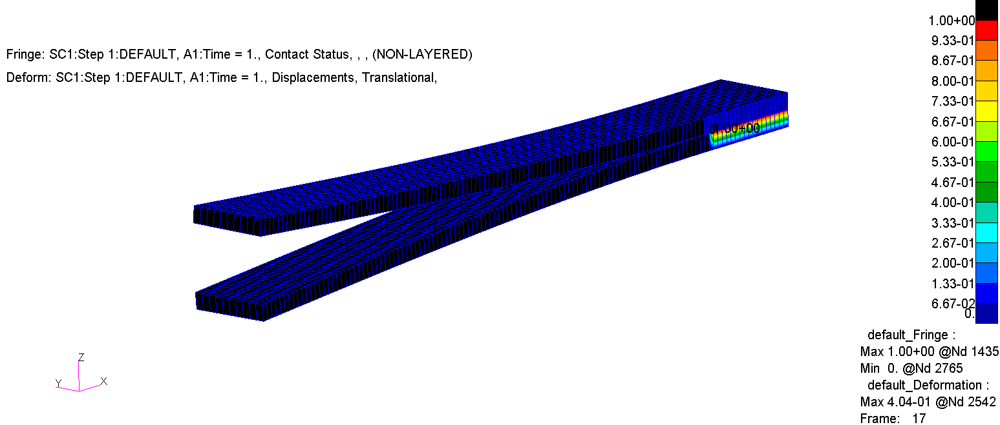 Fringe: SC1:Step 1:DEFAULT, A1:Time = 1., Contact Status, , , (NON-LAYERED)
Deform: SC1:Step 1:DEFAULT, A1:Time = 1., Displacements, Translational,
1.00+00
9.33-01
8.67-01
8.00-01
7.33-01
6.67-01
6.00-01
5.33-01
4.67-01
4.00-01
3.33-01
2.67-01
2.00-01
1.33-01
6.67-02
0.
1.00+00
default_Fringe :
Max 1.00+00 @Nd 1435
Min 0. @Nd 2765
default_Deformation :
Max 4.04-01 @Nd 2542
Frame: 17
Z
Y
X